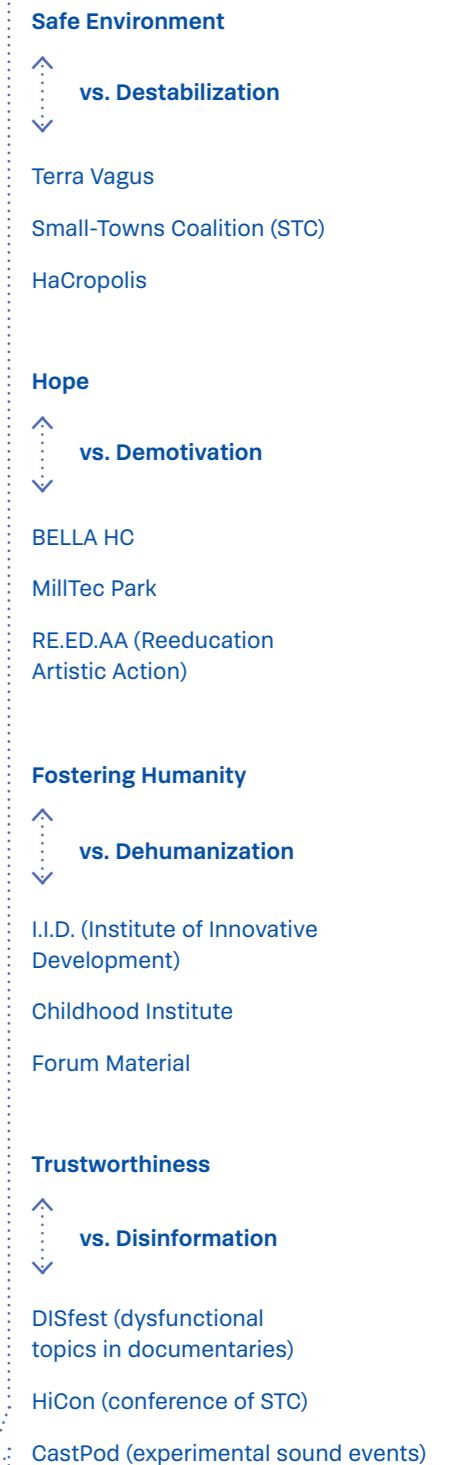 Safe Environment
vs. Destabilization
Terra Vagus
Small-Towns Coalition (STC)
HaCropolis
Hope
vs. Demotivation
BELLA HC
MillTec Park
RE.ED.AA (Reeducation
Artistic Action)
Fostering Humanity
vs. Dehumanization
I.I.D. (Institute of Innovative
Development)
Childhood Institute
Forum Material
Trustworthiness
vs. Disinformation
DISfest (dysfunctional
topics in documentaries)
HiCon (conference of STC)
CastPod (experimental sound events)